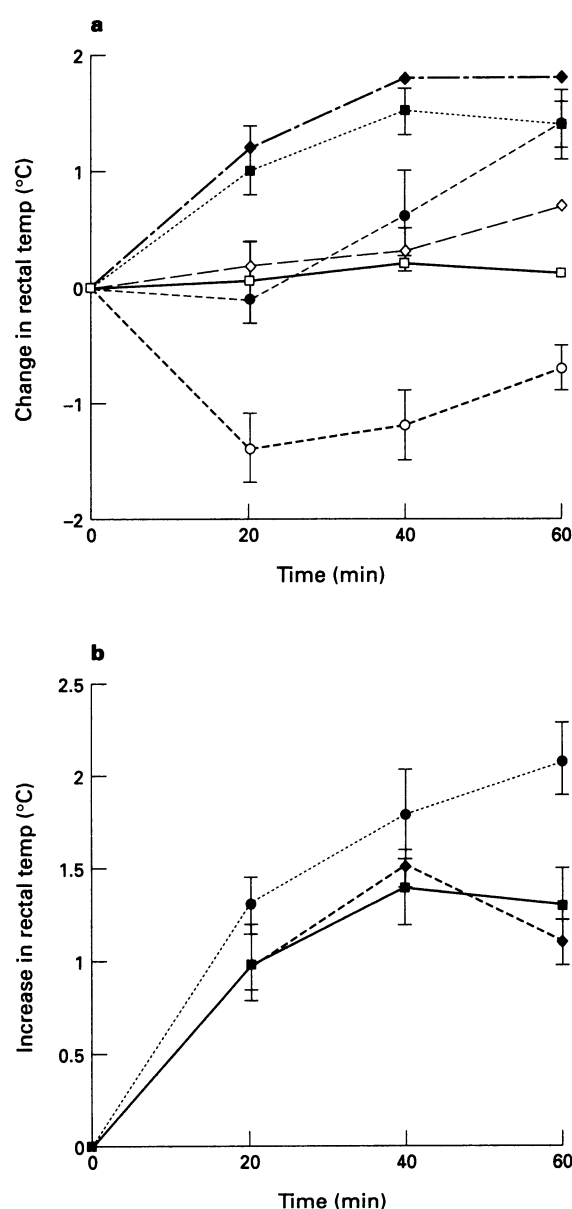 a
2
1
0
−1
−2
Change in rectal temp (°C)
0 20 40 60
Time (min)
b
2.5
2
1.5
1
0.5
0
Increase in rectal temp (°C)
0 20 40 60
Time (min)